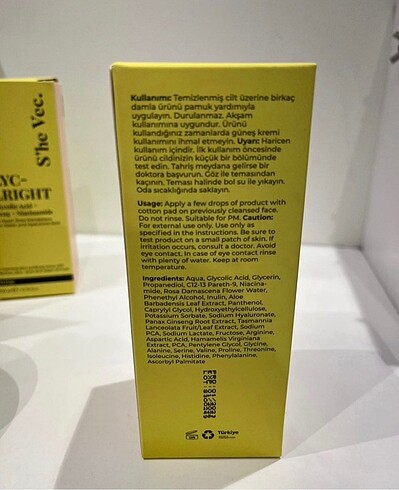 S'he Vec.
YC-
RIGHT
Kullanımı: Temizlenmiş cilt üzerine birkaç
damla ürünü pamuk yardımıyla
uygulayın. Durulanmaz. Akşam
kullanımına uygundur. Ürünü
kullandığınız zamanlarda güneş kremi
kullanımını ihmal etmeyin. Uyarı: Haricen
kullanım içindir. İlk kullanım öncesinde
ürünü cildinizin küçük bir bölümünde
test edin. Tahriş meydana gelirse bir
doktora başvurun. Göz ile temasından
kaçının. Teması halinde bol su ile yıkayın.
Oda sıcaklığında saklayın.
Usage: Apply a few drops of product with
cotton pad on previously cleansed face.
Do not rinse. Suitable for PM. Caution:
For external use only. Use only as
specified in the instructions. Be sure to
test product on a small patch of skin. If
irritation occurs, consult a doctor. Avoid
eye contact. In case of eye contact rinse
with plenty of water. Keep at room
temperature.
Ingredients: Aqua, Glycolic Acid, Glycerin,
Propanediol, C12-13 Pareth-9, Niacina-
mide, Rosa Damascena Flower Water,
Phenethyl Alcohol, Inulin, Aloe
Barbadensis Leaf Extract, Panthenol,
Caprylyl Glycol, Hydroxyethylcellulose,
Potassium Sorbate, Sodium Hyaluronate,
Panax Ginseng Root Extract, Tasmannia
Lanceolata Fruit/Leaf Extract, Sodium
PCA, Sodium Lactate, Fructose, Arginine,
Aspartic Acid, Hamamelis Virginiana
Extract, PCA, Pentylene Glycol, Glycine,
Alanine, Serine, Valine, Proline, Threonine,
Isoleucine, Histidine, Phenylalanine,
Ascorbyl Palmitate
Türkiye